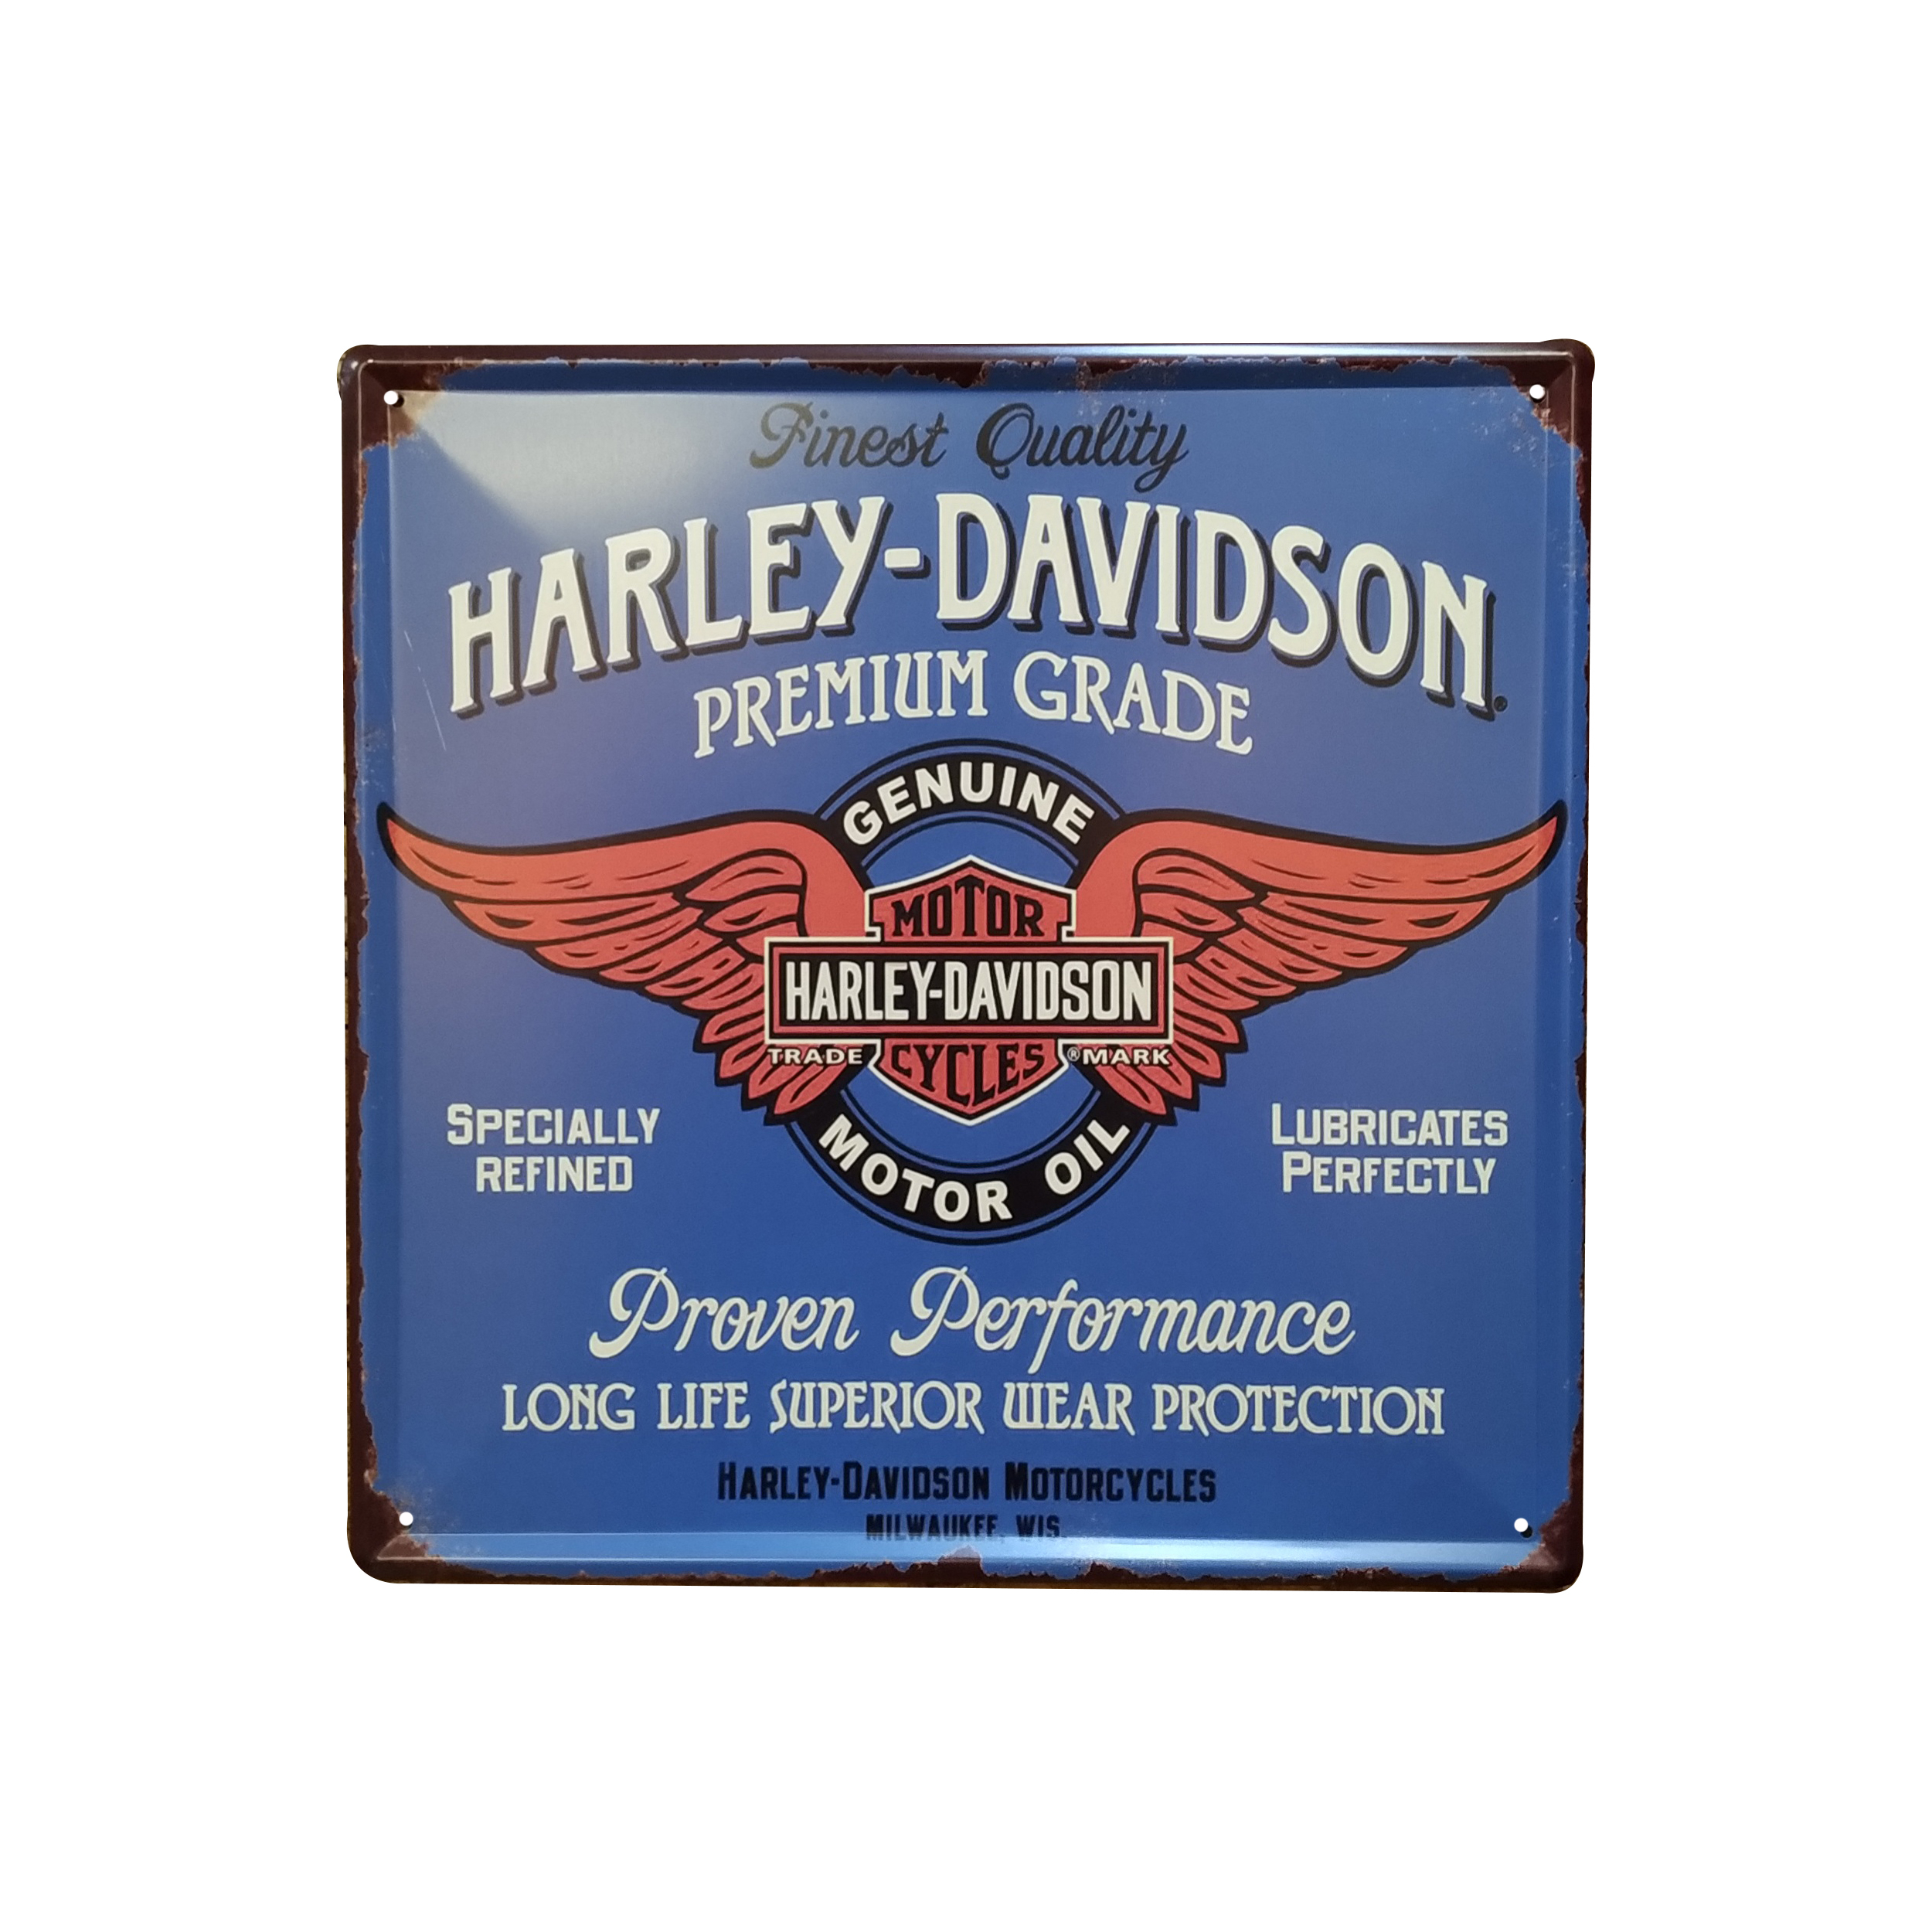 Finest Quality
HARLEY-DAVIDSON.
PREMIUM GRADE
GENUINE
MOTOR
HARLEY-DAVIDSON
TRADE ®MARK
CYCLES
MOTOR OIL
SPECIALLY
REFINED
LUBRICATES
PERFECTLY
Proven Performance
LONG LIFE SUPERIOR WEAR PROTECTION
HARLEY-DAVIDSON MOTORCYCLES
MILWAUKEE, WIS.